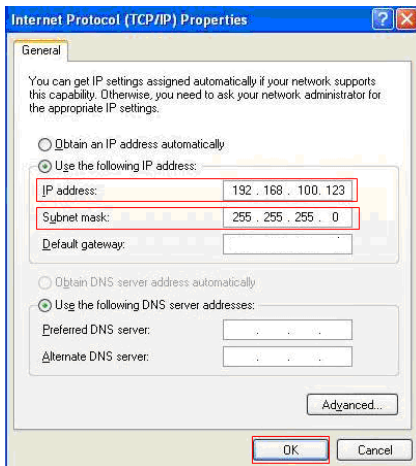 Internet Protocol (TCP/IP) Properties
General
You can get IP settings assigned automatically if your network supports
this capability. Otherwise, you need to ask your network administrator for
the appropriate IP settings.
Obtain an IP address automatically
Use the following IP address:
IP address: 192 . 168 . 100 . 123
Subnet mask: 255 . 255 . 255 . 0
Default gateway:
Obtain DNS server address automatically
Use the following DNS server addresses:
Preferred DNS server: . . .
Alternate DNS server: . . .
Advanced...
OK Cancel